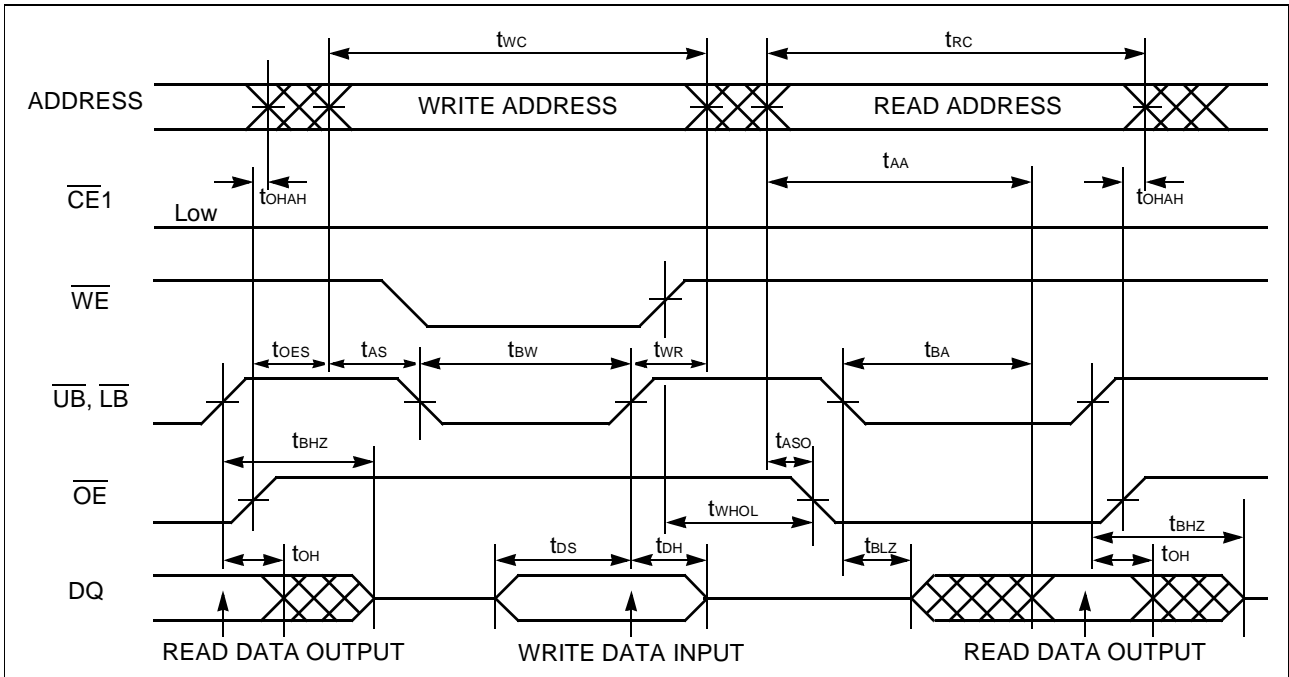 tWC
tRC
ADDRESS
WRITE ADDRESS
READ ADDRESS
tAA
tOHAH
tOHAH
CE1
Low
WE
tOES
tAS
tBW
tWR
tBA
UB, LB
tBHZ
tASO
OE
tWHOL
tBHZ
tOH
tDS
tDH
tBLZ
tOH
DQ
READ DATA OUTPUT
WRITE DATA INPUT
READ DATA OUTPUT